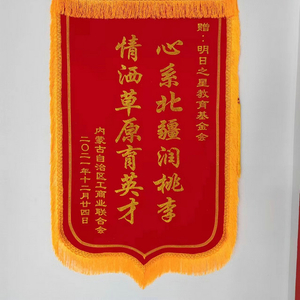 赠：明日之星教育基金会
心系北疆润桃李
情洒草原育英才
内蒙古自治区工商业联合会
二〇二一年十二月廿四日